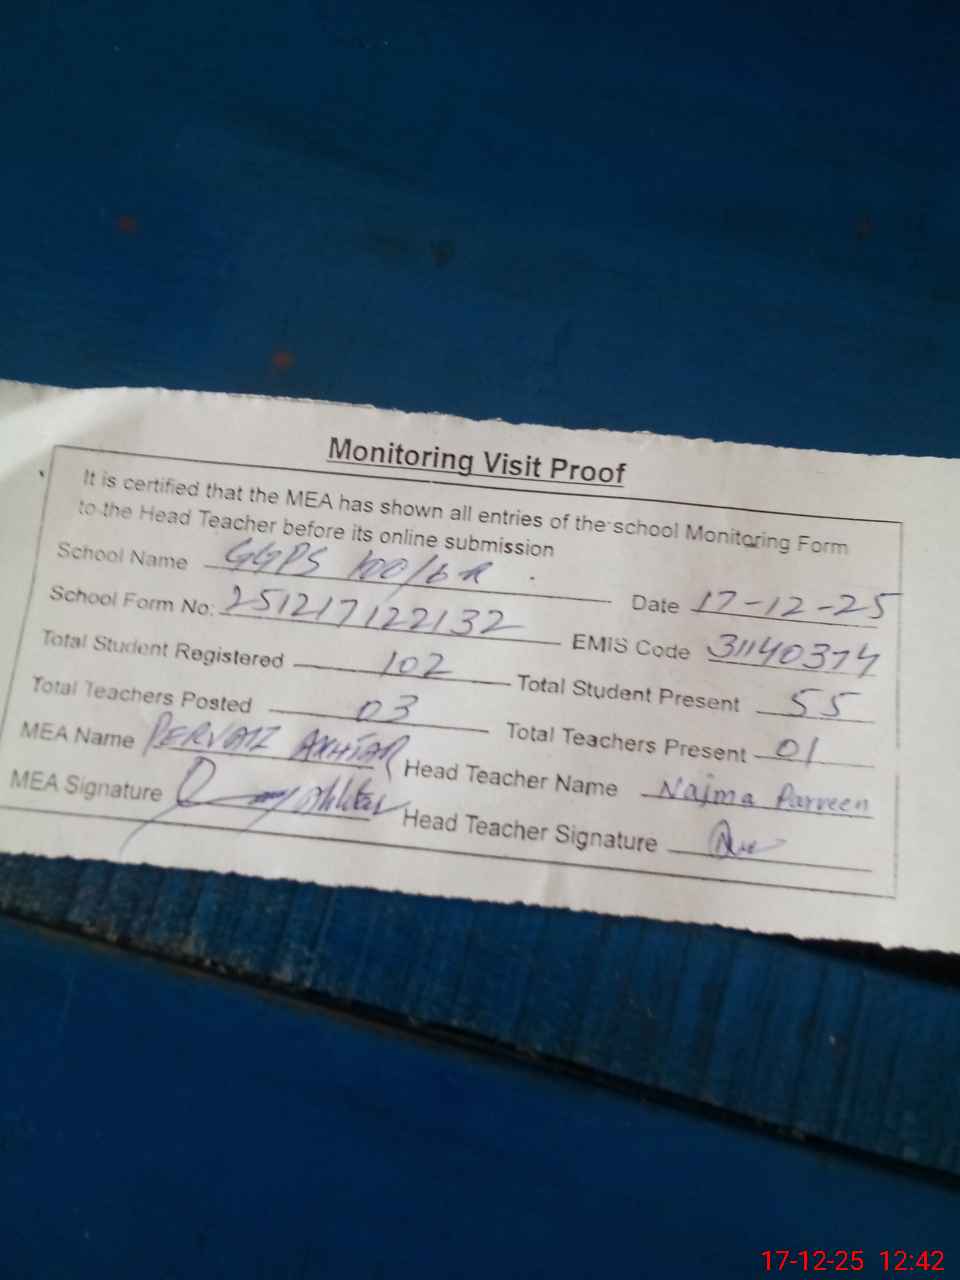 Monitoring Visit Proof
It is certified that the MEA has shown all entries of the school Monitoring Form
to the Head Teacher before its online submission
School Name GGPS 100/6R Date 17-12-25
School Form No: 251217122132 EMIS Code 31140374
Total Student Registered 102 Total Student Present 55
Total Teachers Posted 03 Total Teachers Present 01
MEA Name PERVAIZ AKHTAR Head Teacher Name Najma Parveen
MEA Signature Head Teacher Signature
17-12-25 12:42